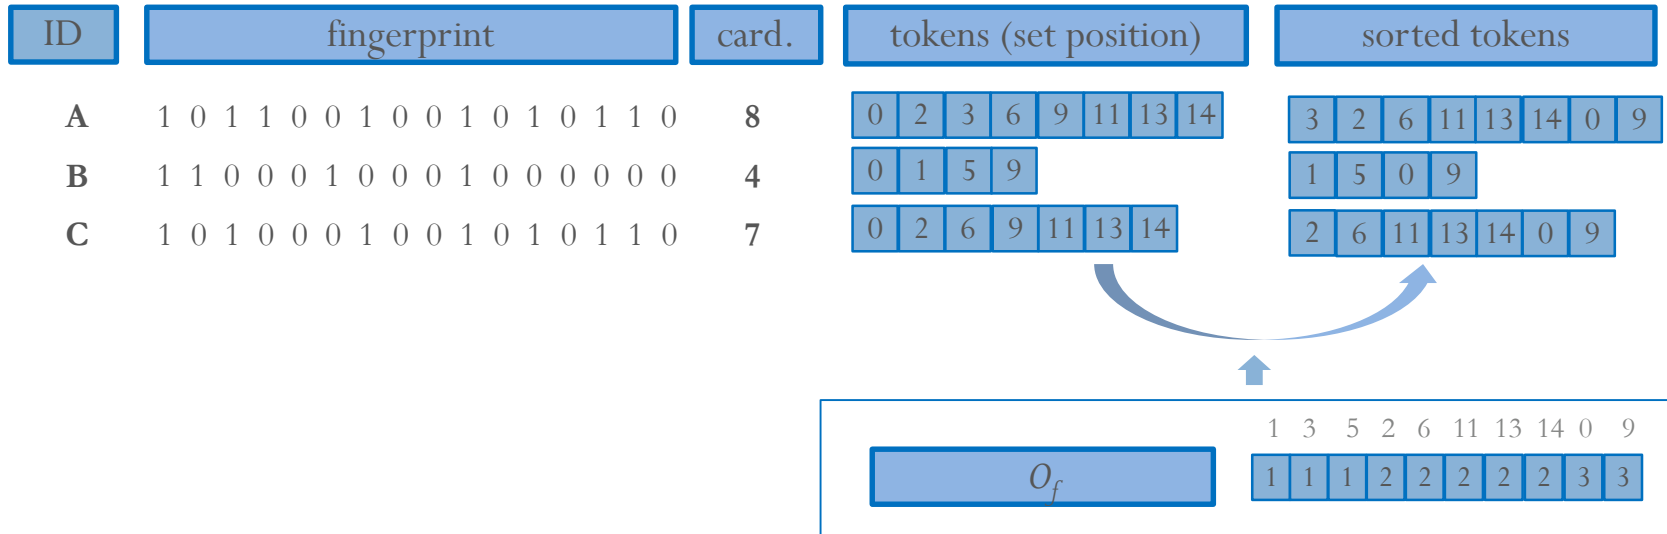 ID fingerprint card. tokens (set position) sorted tokens
A 1 0 1 1 0 0 1 0 0 1 0 1 0 1 1 0 8 0 2 3 6 9 11 13 14 3 2 6 11 13 14 0 9
B 1 1 0 0 0 1 0 0 0 1 0 0 0 0 0 0 4 0 1 5 9 1 5 0 9
C 1 0 1 0 0 0 1 0 0 1 0 1 0 1 1 0 7 0 2 6 9 11 13 14 2 6 11 13 14 0 9
1 3 5 2 6 11 13 14 0 9
O_f 1 1 1 2 2 2 2 2 3 3